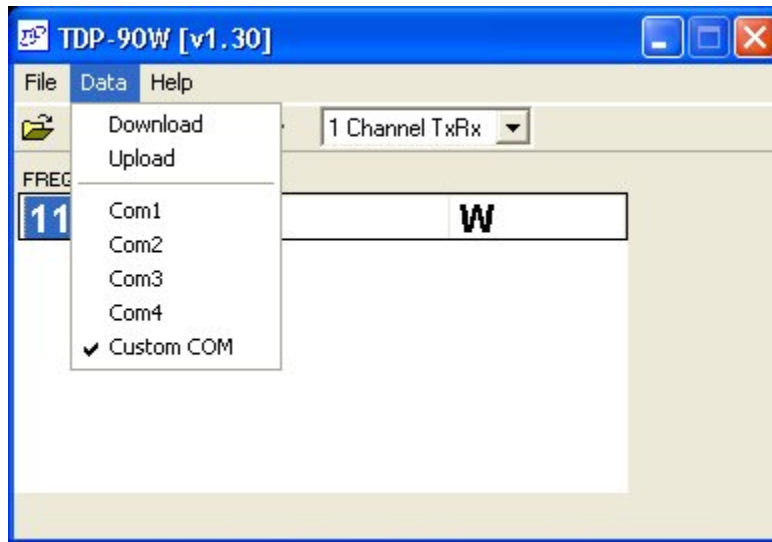 TDP-90W [v1.30]
File Data Help
Download
1 Channel TxRx
Upload
FREQ
11
W
Com1
Com2
Com3
Com4
Custom COM